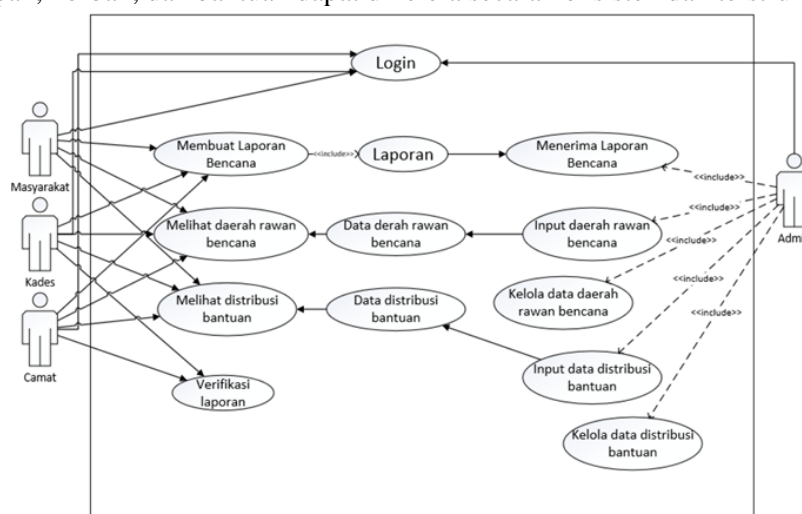 Login
Membuat Laporan
Bencana
<<include>>
Laporan
Menerima Laporan
Bencana
<<include>>
Masyarakat
Melihat daerah rawan
bencana
Data derah rawan
bencana
Input daerah rawan
bencana
<<include>>
<<include>>
Kades
Kelola data daerah
rawan bencana
<<include>>
Melihat distribusi
bantuan
Data distribusi
bantuan
<<include>>
Camat
Verifikasi
laporan
Input data distribusi
bantuan
Kelola data distribusi
bantuan